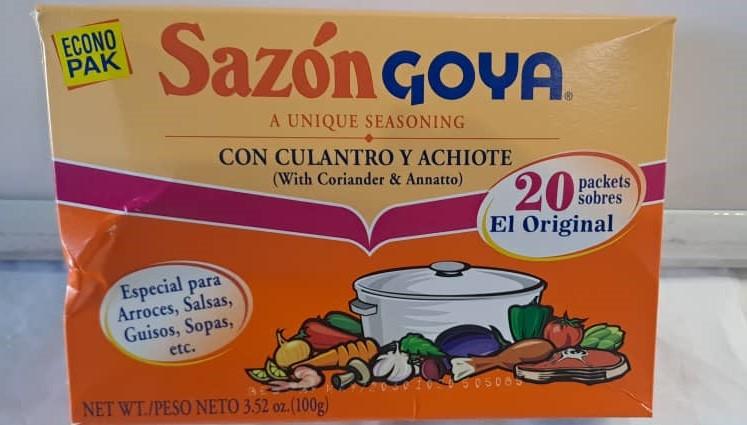 ECONO
PAK
Sazón GOYA®
A UNIQUE SEASONING
CON CULANTRO Y ACHIOTE
(With Coriander & Annatto)
20 packets
sobres
El Original
Especial para
Arroces, Salsas,
Guisos, Sopas,
etc.
NET WT./PESO NETO 3.52 oz.(100g)